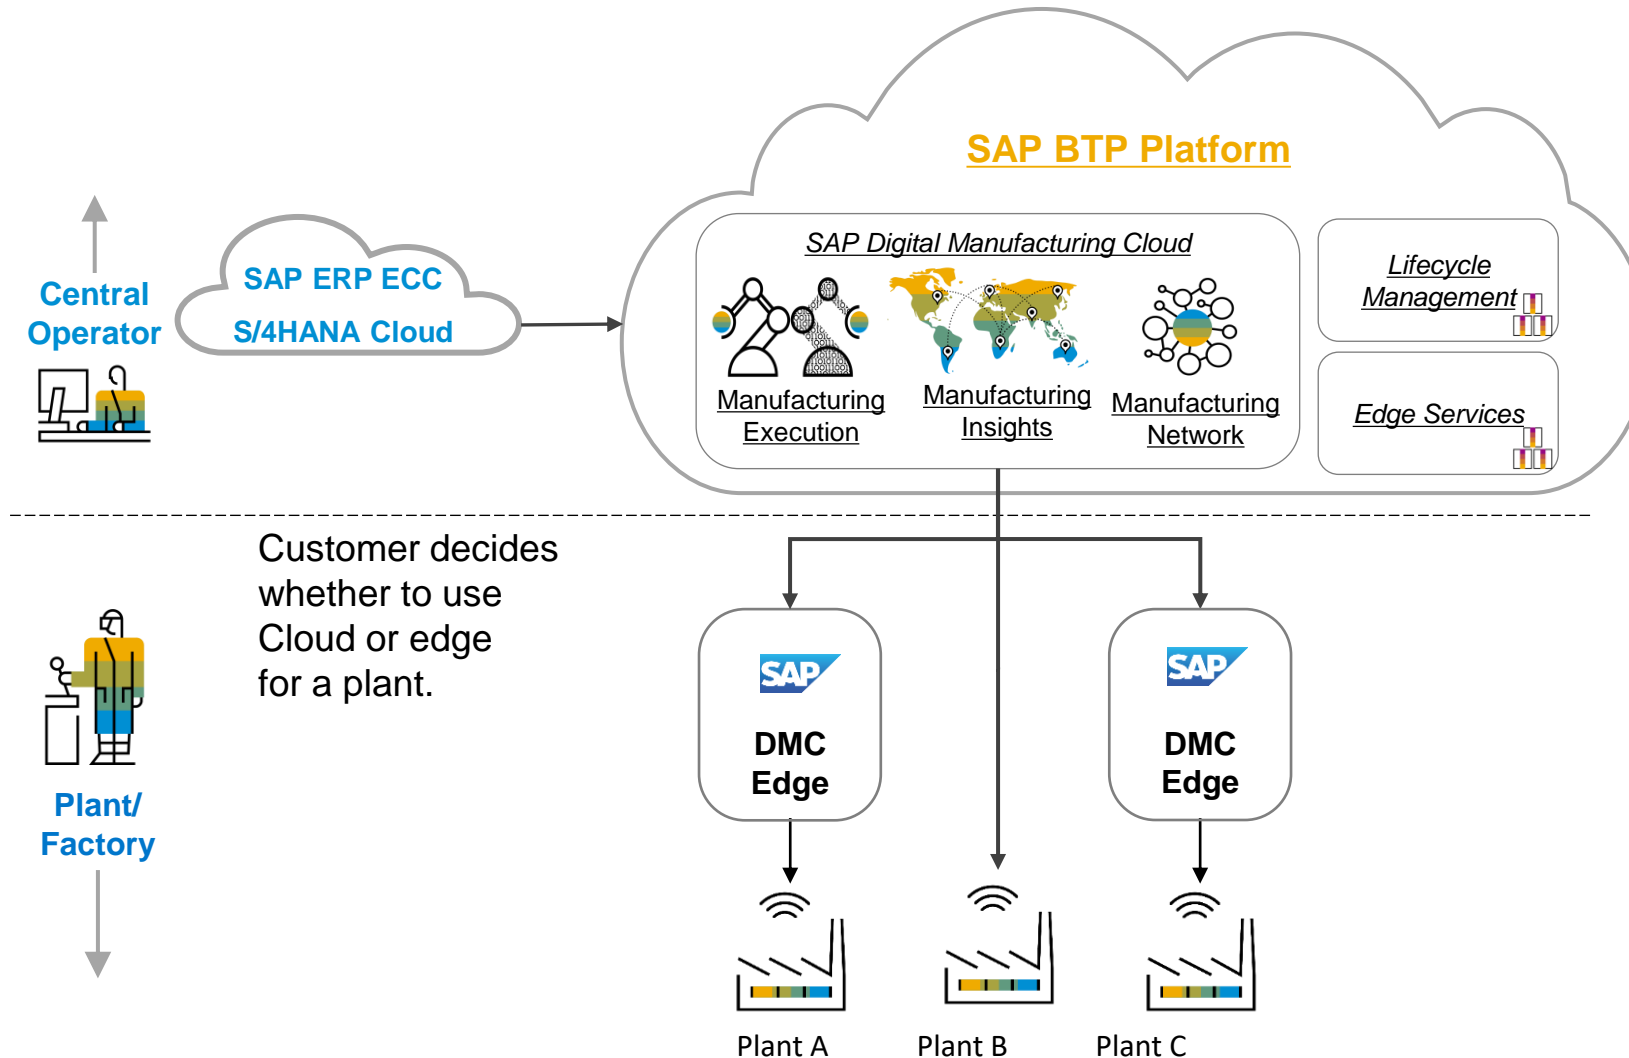 SAP BTP Platform
SAP Digital Manufacturing Cloud
Manufacturing
Execution
Manufacturing
Insights
Manufacturing
Network
Lifecycle
Management
Edge Services
Central
Operator
SAP ERP ECC
S/4HANA Cloud
Customer decides
whether to use
Cloud or edge
for a plant.
Plant/
Factory
SAP
DMC
Edge
SAP
DMC
Edge
Plant A
Plant B
Plant C